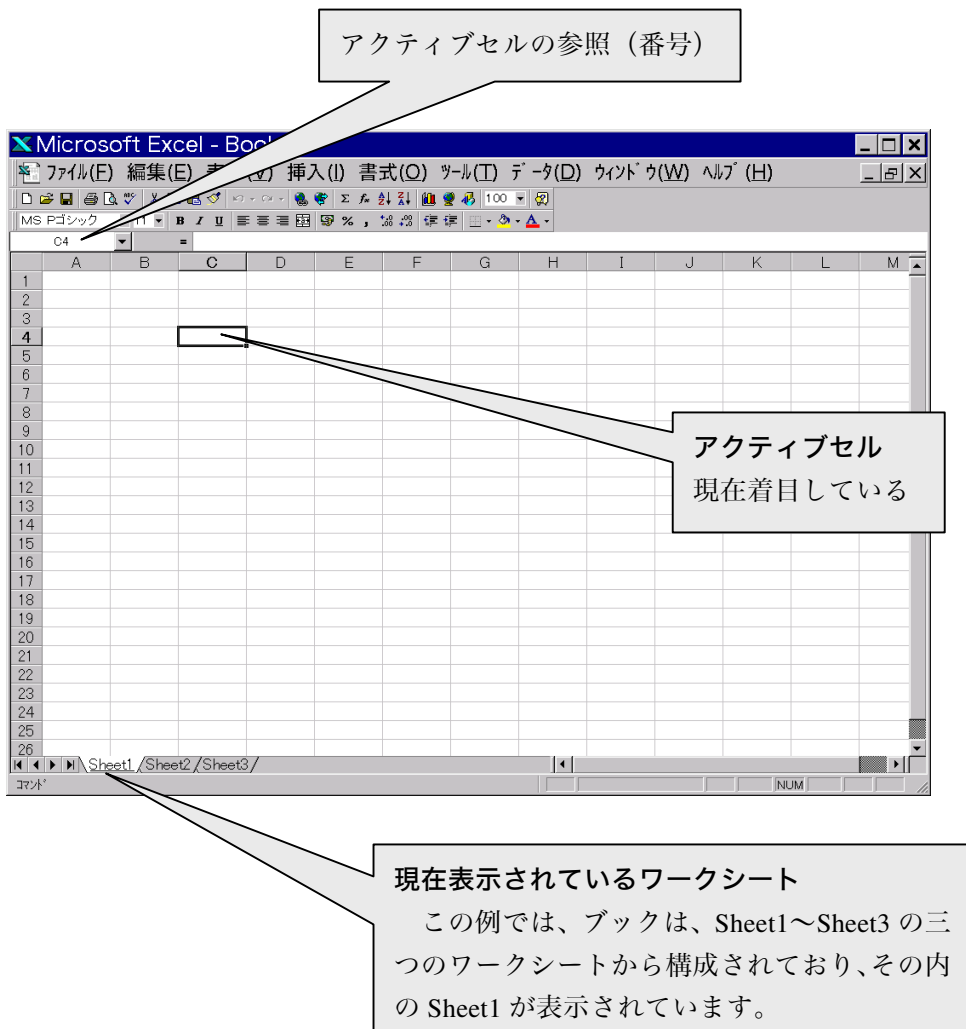 アクティブセルの参照（番号）
Microsoft Excel - Book
ファイル(F) 編集(E) (V) 挿入(I) 書式(O) ツール(T) データ(D) ウィンドウ(W) ヘルプ(H)
100
MS Pゴシック 11 B I U % ,
C4 =
A B C D E F G H I J K L M
1
2
3
4
5
6
7
8
9
10
11
12
13
14
15
16
17
18
19
20
21
22
23
24
25
26
アクティブセル
現在着目している
Sheet1 Sheet2 Sheet3
コマンド NUM
現在表示されているワークシート
この例では、ブックは、Sheet1～Sheet3 の三
つのワークシートから構成されており、その内
の Sheet1 が表示されています。